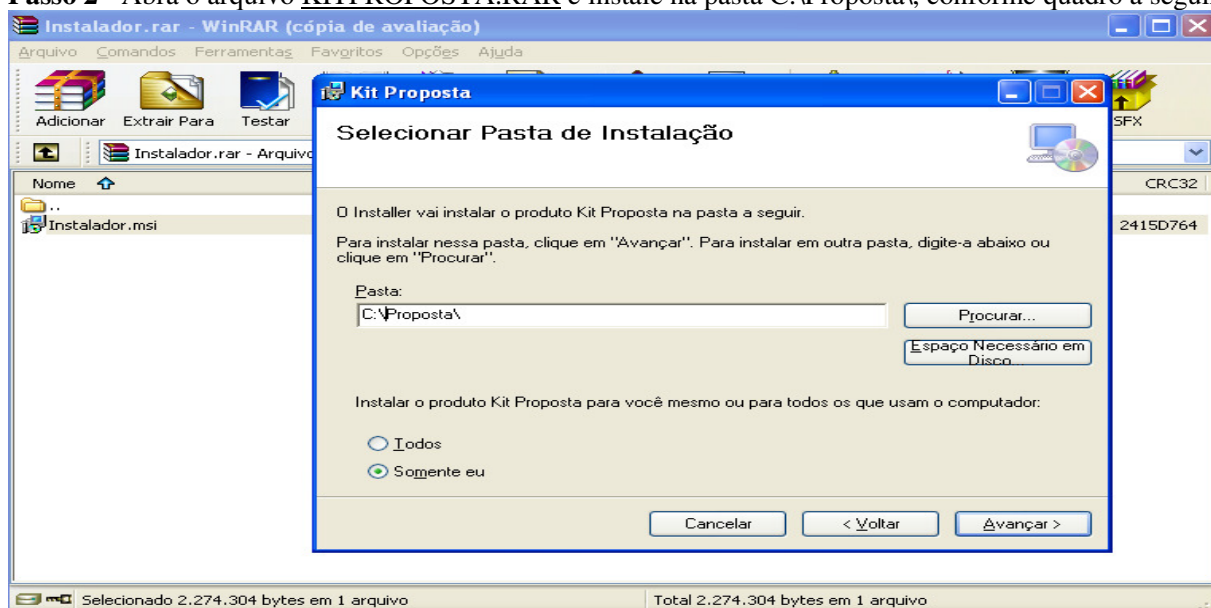 Passo 2 - Abra o arquivo KITPROPOSTA.RAR e instale na pasta C:\Proposta\, conforme quadro a segui
Instalador.rar - WinRAR (cópia de avaliação)
Arquivo Comandos Ferramentas Favoritos Opções Ajuda
Adicionar Extrair Para Testar
SFX
Instalador.rar - Arquivo
Nome
CRC32
..
Instalador.msi
2415D764
Kit Proposta
Selecionar Pasta de Instalação
O Installer vai instalar o produto Kit Proposta na pasta a seguir.
Para instalar nessa pasta, clique em "Avançar". Para instalar em outra pasta, digite-a abaixo ou
clique em "Procurar".
Pasta:
C:\Proposta\
Procurar...
Espaço Necessário em
Disco...
Instalar o produto Kit Proposta para você mesmo ou para todos os que usam o computador:
Todos
Somente eu
Cancelar
< Voltar
Avançar >
Selecionado 2.274.304 bytes em 1 arquivo
Total 2.274.304 bytes em 1 arquivo